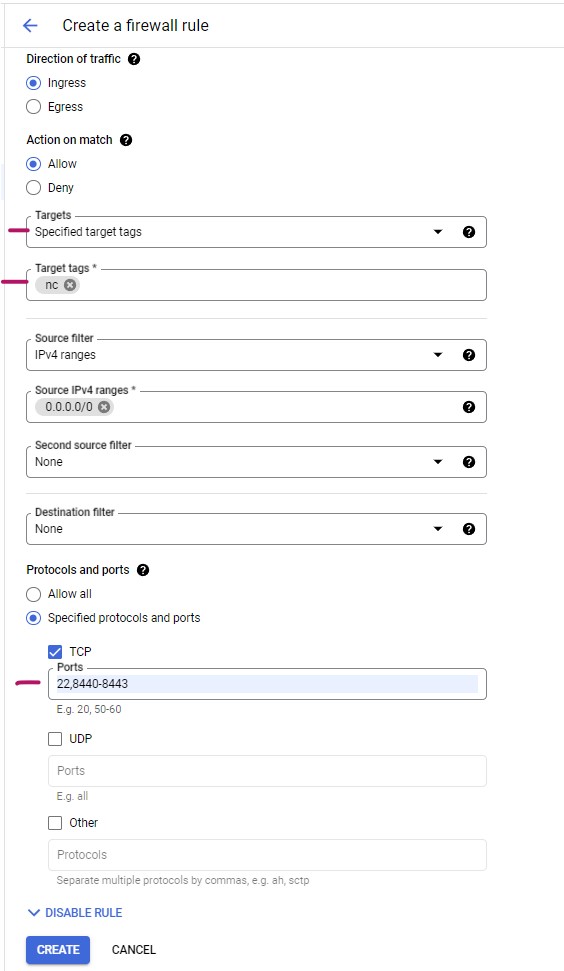 Create a firewall rule
Direction of traffic
Ingress
Egress
Action on match
Allow
Deny
Targets
Specified target tags
Target tags *
nc
Source filter
IPv4 ranges
Source IPv4 ranges *
0.0.0.0/0
Second source filter
None
Destination filter
None
Protocols and ports
Allow all
Specified protocols and ports
TCP
Ports
22,8440-8443
E.g. 20, 50-60
UDP
Ports
E.g. all
Other
Protocols
Separate multiple protocols by commas, e.g. ah, sctp
DISABLE RULE
CREATE CANCEL